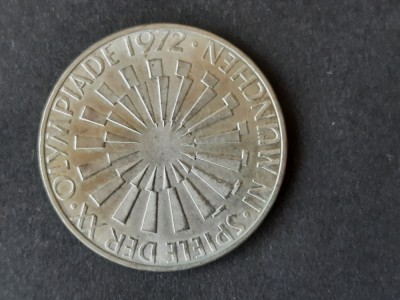 SPIELE DER XX. OLYMPIADE 1972 · IN MÜNCHEN ·